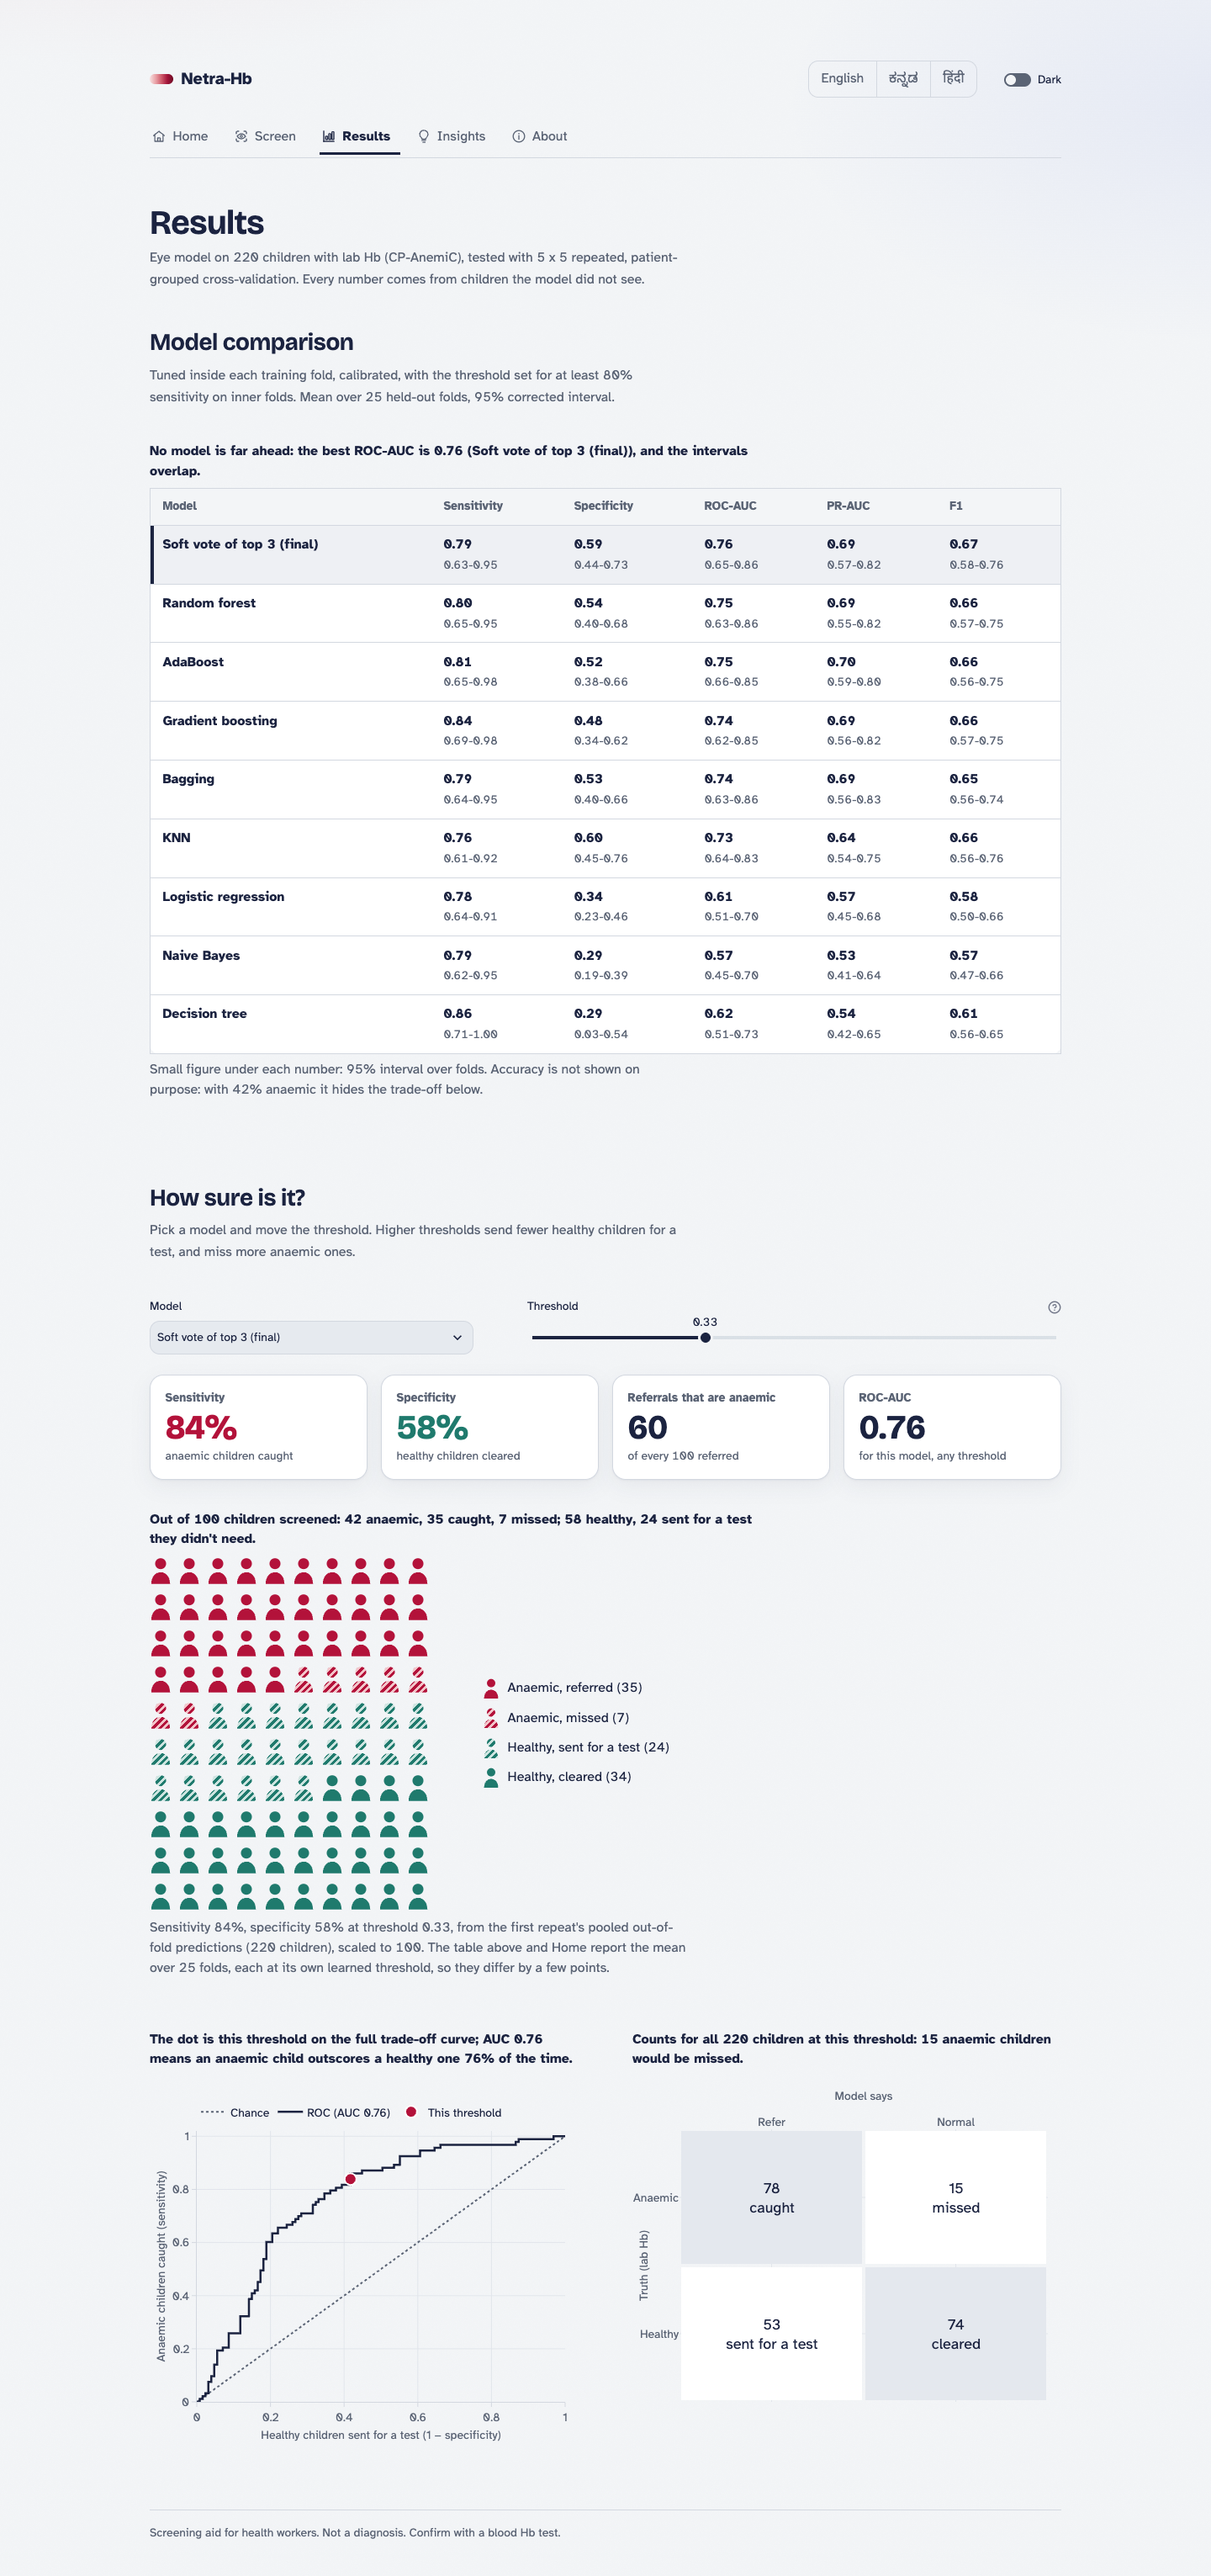 Netra-Hb
English ಕನ್ನಡ हिंदी Dark
Home Screen Results Insights About
Results
Eye model on 220 children with lab Hb (CP-AnemiC), tested with 5 x 5 repeated, patient-
grouped cross-validation. Every number comes from children the model did not see.
Model comparison
Tuned inside each training fold, calibrated, with the threshold set for at least 80%
sensitivity on inner folds. Mean over 25 held-out folds, 95% corrected interval.
No model is far ahead: the best ROC-AUC is 0.76 (Soft vote of top 3 (final)), and the intervals
overlap.
Model Sensitivity Specificity ROC-AUC PR-AUC F1
Soft vote of top 3 (final) 0.79 0.59 0.76 0.69 0.67
0.63-0.95 0.44-0.73 0.65-0.86 0.57-0.82 0.58-0.76
Random forest 0.80 0.54 0.75 0.69 0.66
0.65-0.95 0.40-0.68 0.63-0.86 0.55-0.82 0.57-0.75
AdaBoost 0.81 0.52 0.75 0.70 0.66
0.65-0.98 0.38-0.66 0.66-0.85 0.59-0.80 0.56-0.75
Gradient boosting 0.84 0.48 0.74 0.69 0.66
0.69-0.98 0.34-0.62 0.62-0.85 0.56-0.82 0.57-0.75
Bagging 0.79 0.53 0.74 0.69 0.65
0.64-0.95 0.40-0.66 0.63-0.86 0.56-0.83 0.56-0.74
KNN 0.76 0.60 0.73 0.64 0.66
0.61-0.92 0.45-0.76 0.64-0.83 0.54-0.75 0.56-0.76
Logistic regression 0.78 0.34 0.61 0.57 0.58
0.64-0.91 0.23-0.46 0.51-0.70 0.45-0.68 0.50-0.66
Naive Bayes 0.79 0.29 0.57 0.53 0.57
0.62-0.95 0.19-0.39 0.45-0.70 0.41-0.64 0.47-0.66
Decision tree 0.86 0.29 0.62 0.54 0.61
0.71-1.00 0.03-0.54 0.51-0.73 0.42-0.65 0.56-0.65
Small figure under each number: 95% interval over folds. Accuracy is not shown on
purpose: with 42% anaemic it hides the trade-off below.
How sure is it?
Pick a model and move the threshold. Higher thresholds send fewer healthy children for a
test, and miss more anaemic ones.
Model Threshold
0.33
Soft vote of top 3 (final)
Sensitivity Specificity Referrals that are anaemic ROC-AUC
84% 58% 60 0.76
anaemic children caught healthy children cleared of every 100 referred for this model, any threshold
Out of 100 children screened: 42 anaemic, 35 caught, 7 missed; 58 healthy, 24 sent for a test
they didn't need.
Anaemic, referred (35)
Anaemic, missed (7)
Healthy, sent for a test (24)
Healthy, cleared (34)
Sensitivity 84%, specificity 58% at threshold 0.33, from the first repeat's pooled out-of-
fold predictions (220 children), scaled to 100. The table above and Home report the mean
over 25 folds, each at its own learned threshold, so they differ by a few points.
The dot is this threshold on the full trade-off curve; AUC 0.76
means an anaemic child outscores a healthy one 76% of the time.
Chance ROC (AUC 0.76) This threshold
1
0.8
0.6
0.4
0.2
0
Anaemic children caught (sensitivity)
0 0.2 0.4 0.6 0.8 1
Healthy children sent for a test (1 – specificity)
Counts for all 220 children at this threshold: 15 anaemic children
would be missed.
Model says
Refer Normal
Anaemic
78 15
caught missed
Truth (lab Hb)
Healthy
53 74
sent for a test cleared
Screening aid for health workers. Not a diagnosis. Confirm with a blood Hb test.